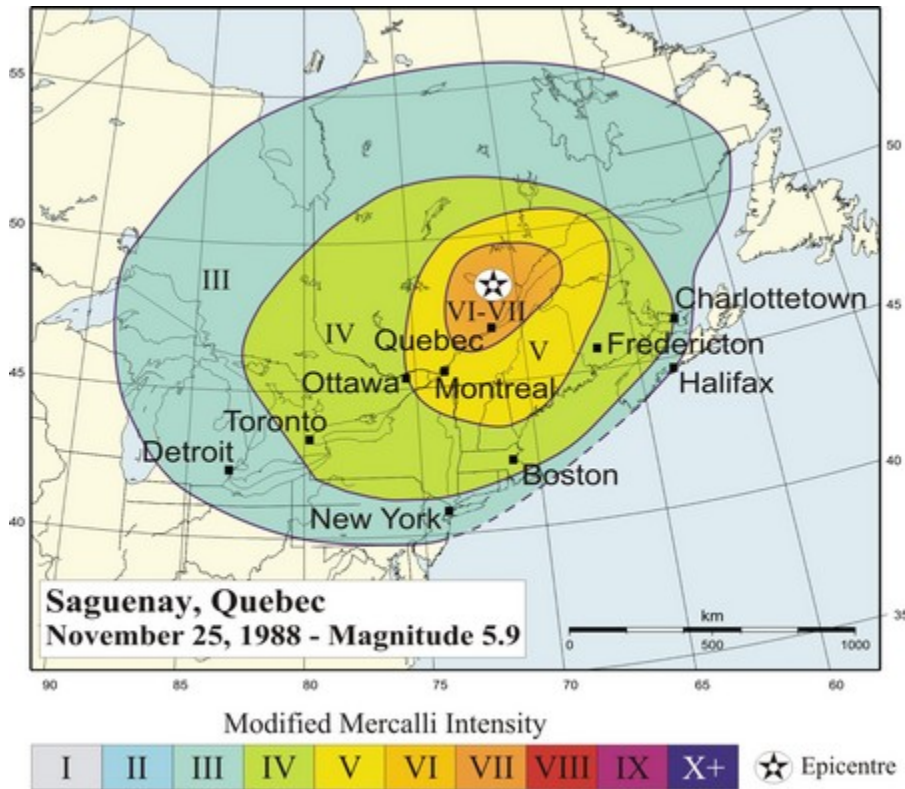 55
50
50
III
Charlottetown
45
VI-VII
IV
Quebec
V
Fredericton
45
Ottawa
Montreal
Halifax
Toronto
Detroit
Boston
40
40
New York
Saguenay, Quebec
November 25, 1988 - Magnitude 5.9
km
0 500 1000
35
90 85 80 75 70 65 60
Modified Mercalli Intensity
I II III IV V VI VII VIII IX X+
Epicentre